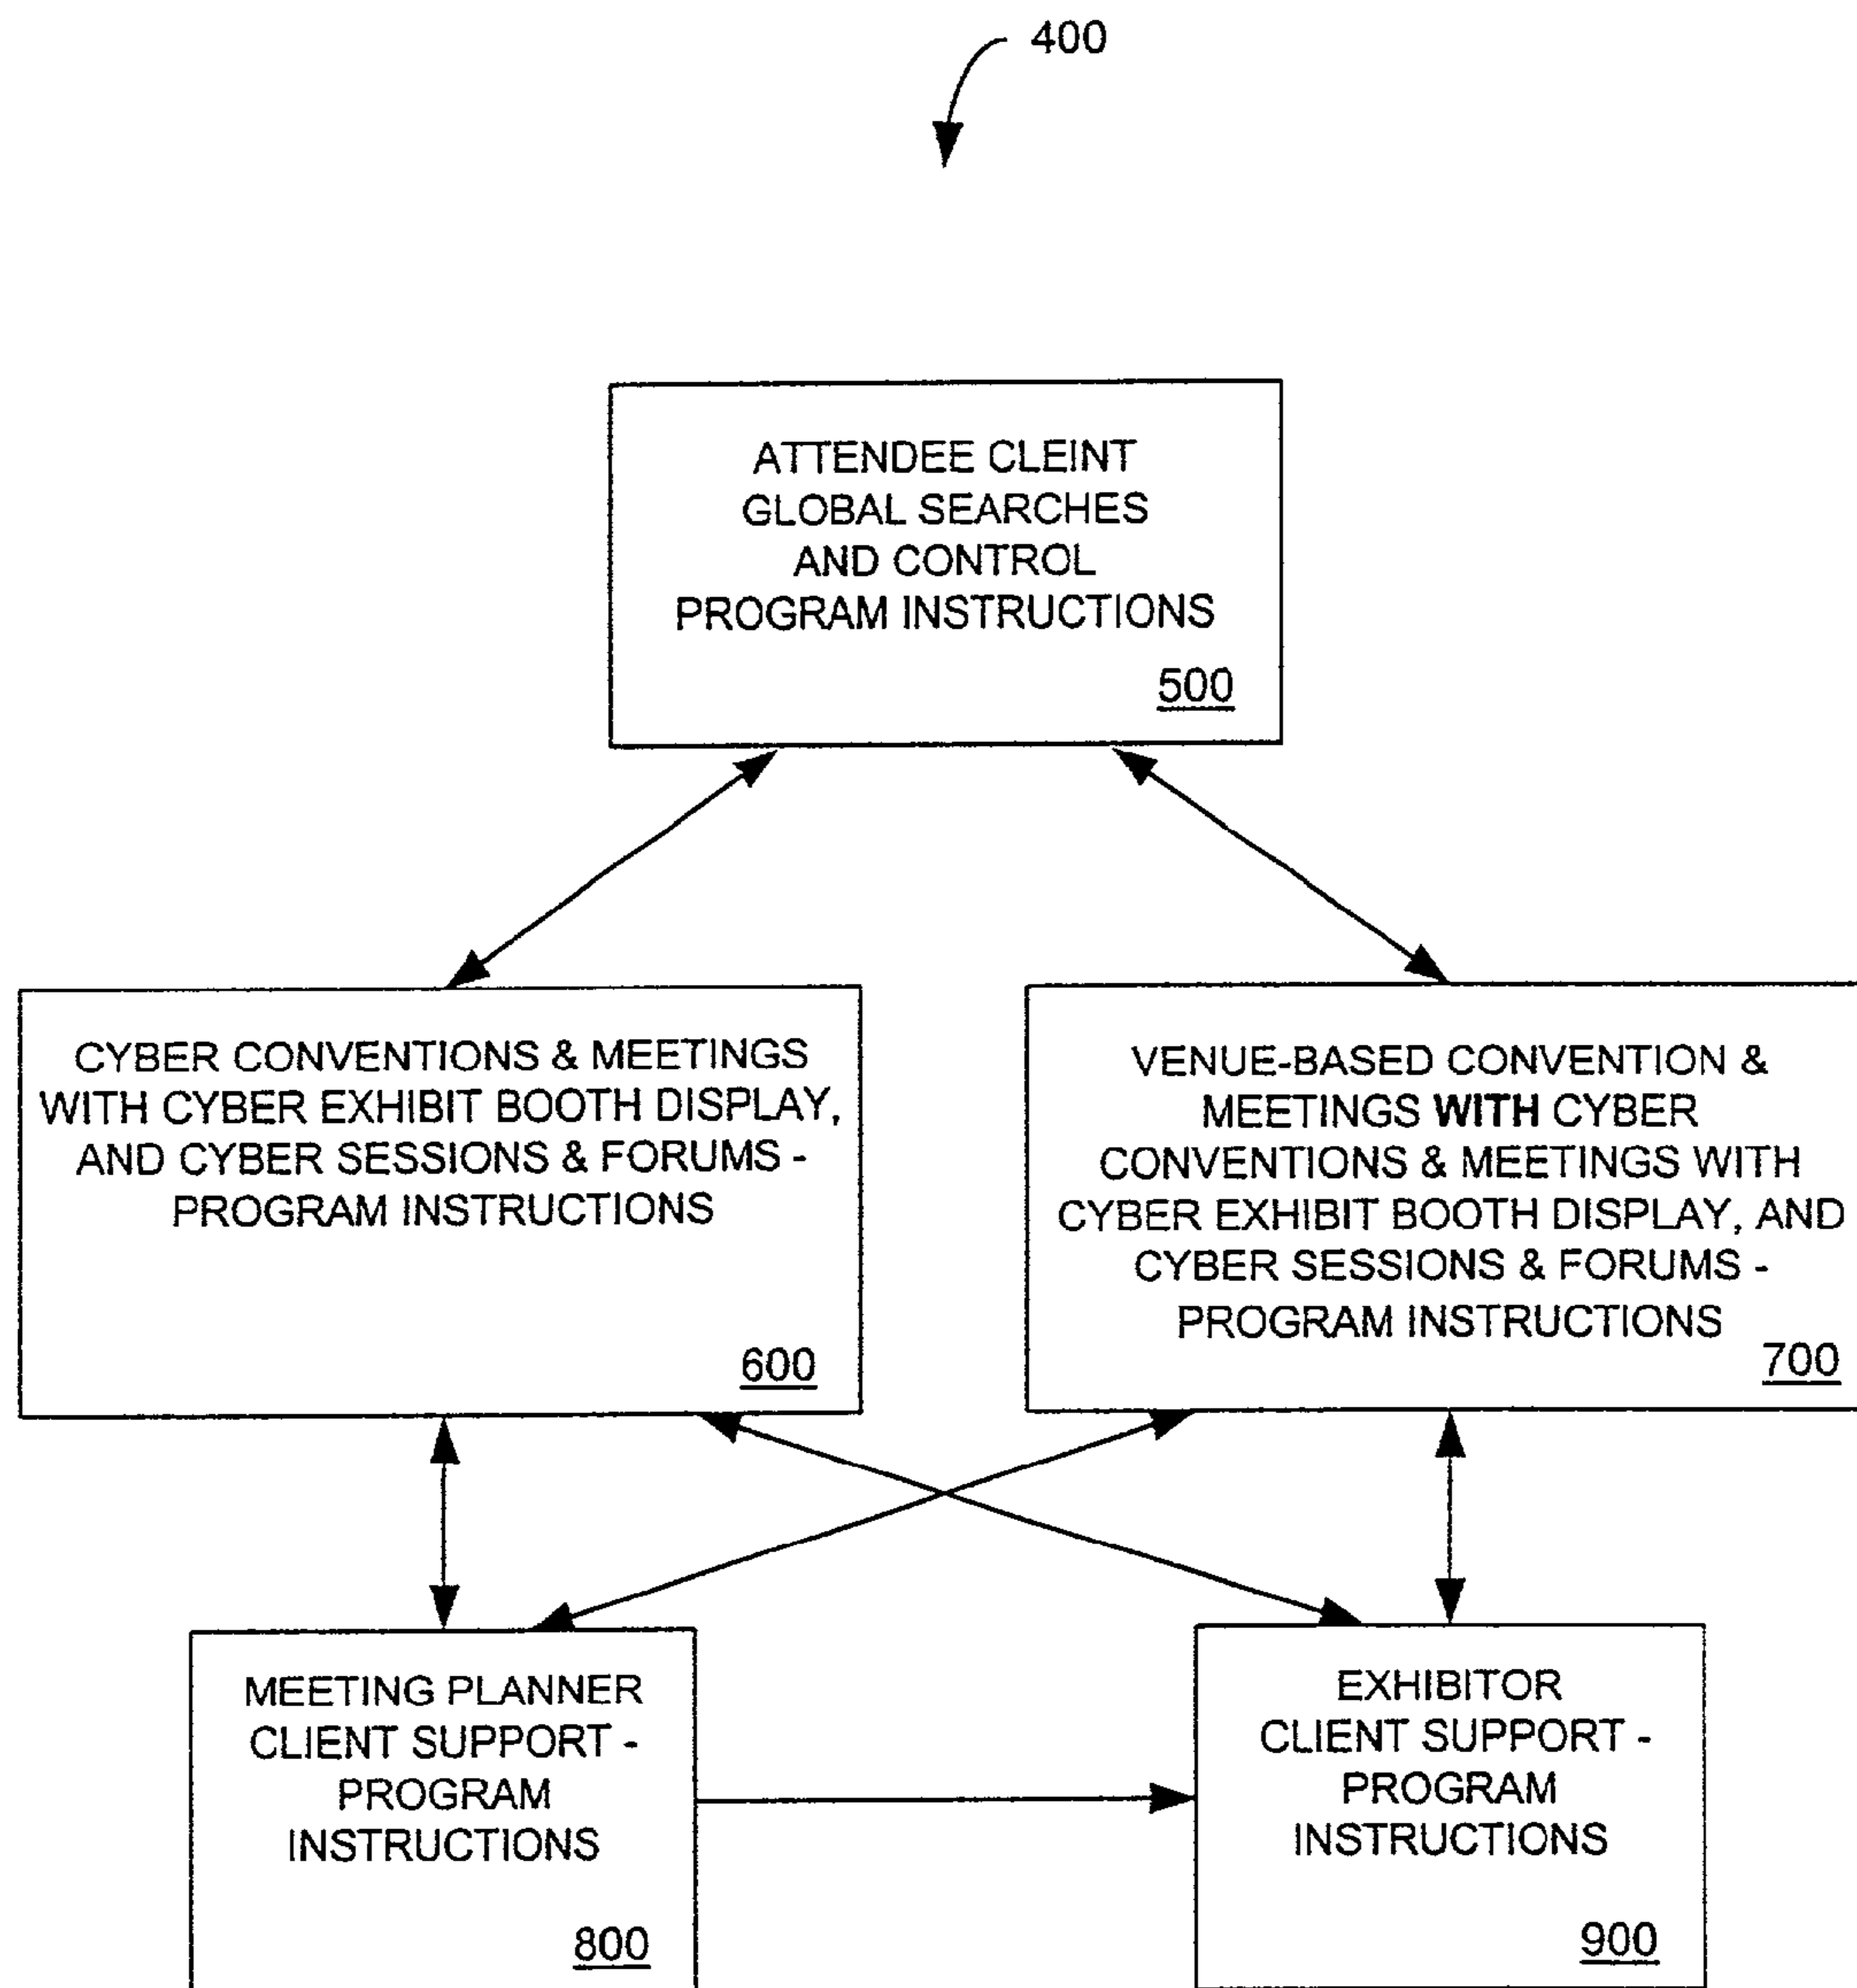 400
ATTENDEE CLEINT
GLOBAL SEARCHES
AND CONTROL
PROGRAM INSTRUCTIONS
500
CYBER CONVENTIONS & MEETINGS
WITH CYBER EXHIBIT BOOTH DISPLAY,
AND CYBER SESSIONS & FORUMS -
PROGRAM INSTRUCTIONS
600
VENUE-BASED CONVENTION &
MEETINGS WITH CYBER
CONVENTIONS & MEETINGS WITH
CYBER EXHIBIT BOOTH DISPLAY, AND
CYBER SESSIONS & FORUMS -
PROGRAM INSTRUCTIONS
700
MEETING PLANNER
CLIENT SUPPORT -
PROGRAM
INSTRUCTIONS
800
EXHIBITOR
CLIENT SUPPORT -
PROGRAM
INSTRUCTIONS
900